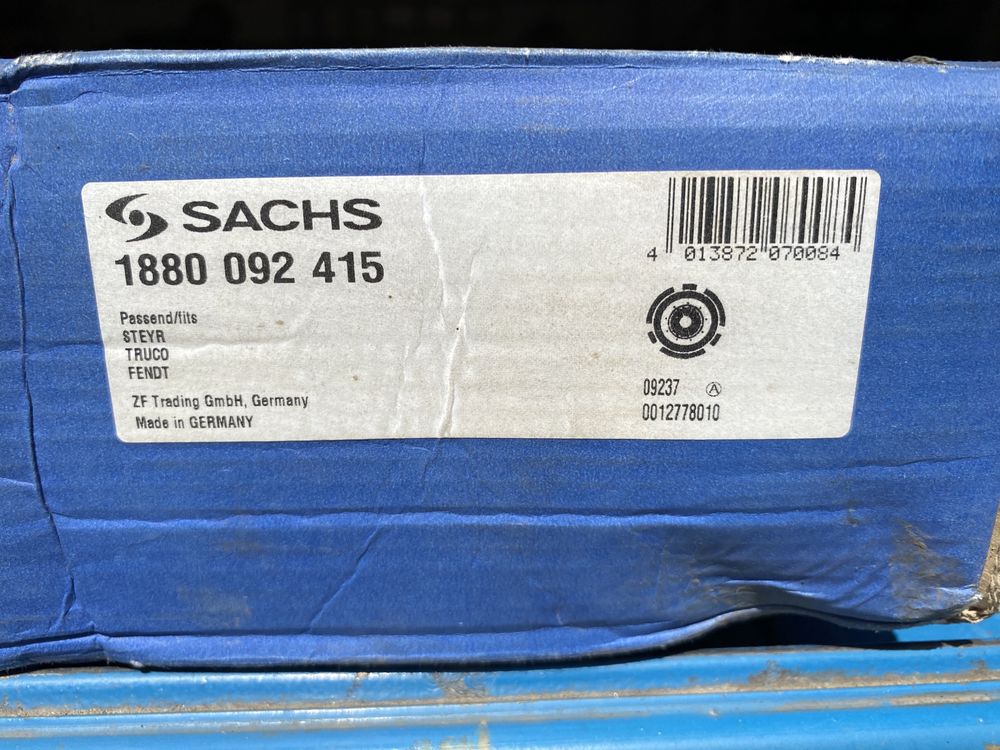 SACHS
1880 092 415
Passend/fits
STEYR
TRUCO
FENDT
ZF Trading GmbH, Germany
Made in GERMANY
4 013872 070084
09237 Ⓐ
0012778010